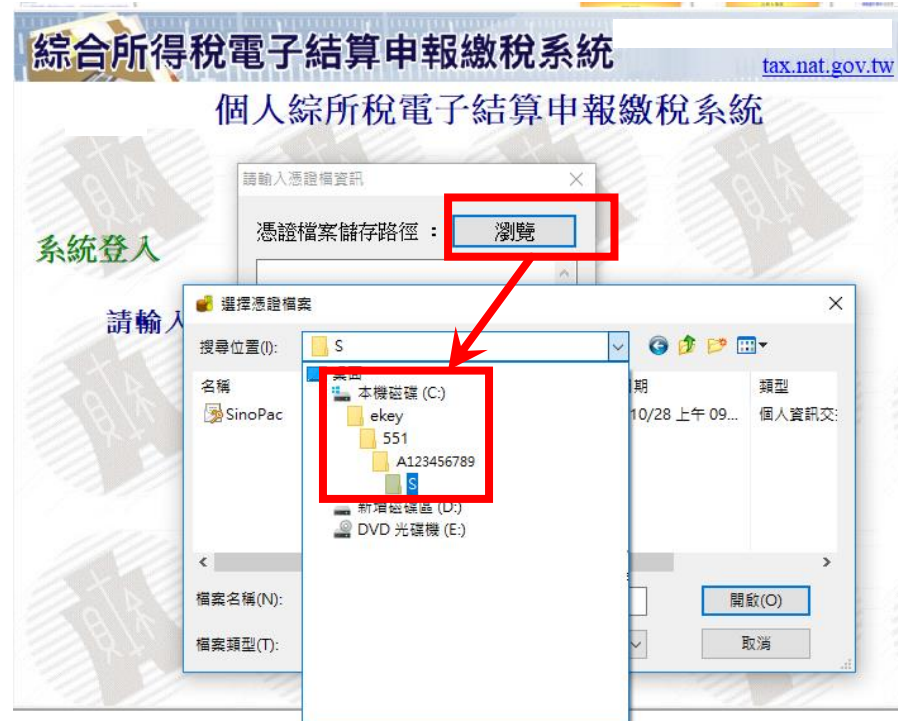 綜合所得稅電子結算申報繳稅系統
tax.nat.gov.tw
個人綜所稅電子結算申報繳稅系統
請輸入憑證檔資訊
憑證檔案儲存路徑 : 瀏覽
系統登入
請輸入
選擇憑證檔案
搜尋位置(I): S
桌面
本機磁碟 (C:)
ekey
551
A123456789
S
新增磁碟區 (D:)
DVD 光碟機 (E:)
名稱 期 類型
SinoPac 10/28 上午 09... 個人資訊交
檔案名稱(N): 開啟(O)
檔案類型(T): 取消